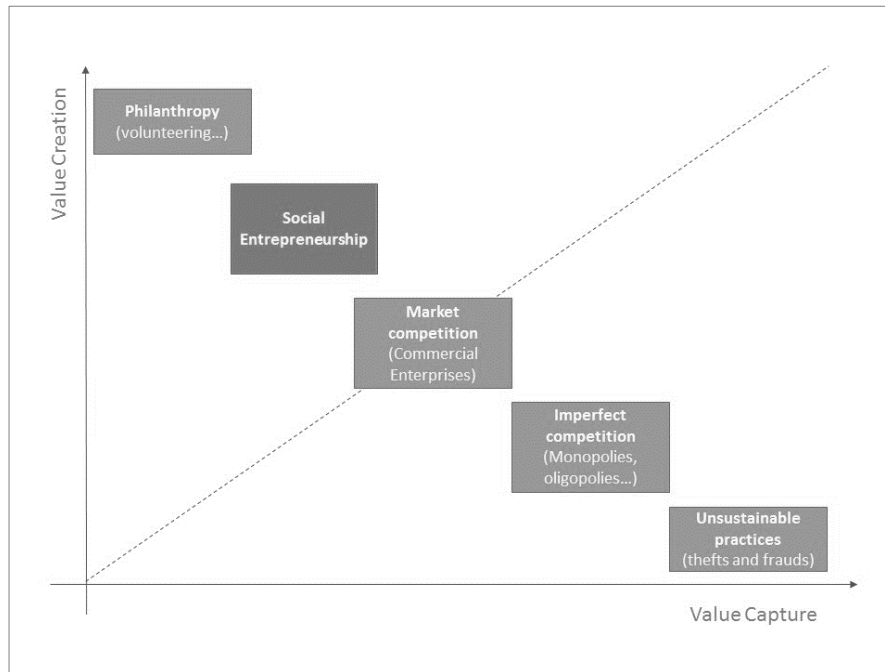 Value Creation
Philanthropy
(volunteering…)
Social
Entrepreneurship
Market
competition
(Commercial
Enterprises)
Imperfect
competition
(Monopolies,
oligopolies…)
Unsustainable
practices
(thefts and frauds)
Value Capture